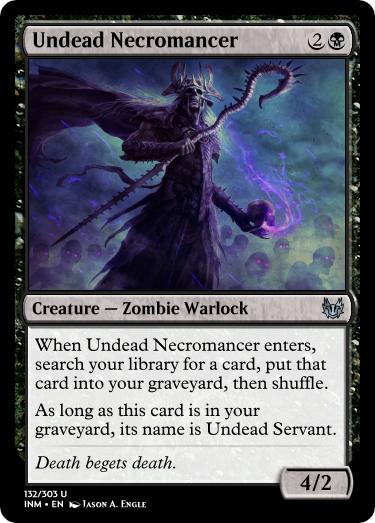 Undead Necromancer 2
Creature — Zombie Warlock
When Undead Necromancer enters,
search your library for a card, put that
card into your graveyard, then shuffle.
As long as this card is in your
graveyard, its name is Undead Servant.
Death begets death.
4/2
132/303 U
INM • EN Jason A. Engle